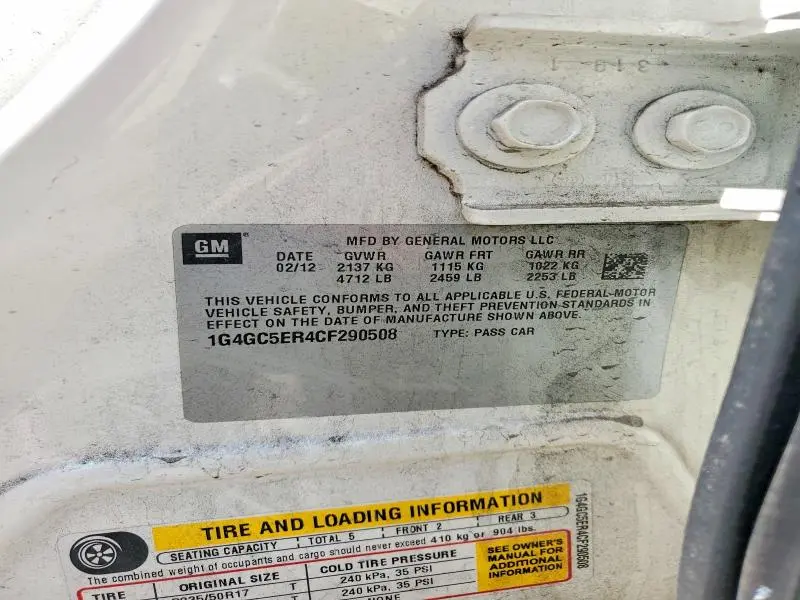 319 1
GM
MFD BY GENERAL MOTORS LLC
DATE GVWR GAWR FRT GAWR RR
02/12 2137 KG 1115 KG 1022 KG
4712 LB 2459 LB 2253 LB
THIS VEHICLE CONFORMS TO ALL APPLICABLE U.S. FEDERAL-MOTOR
VEHICLE SAFETY, BUMPER, AND THEFT PREVENTION STANDARDS IN
EFFECT ON THE DATE OF MANUFACTURE SHOWN ABOVE.
1G4GC5ER4CF290508 TYPE: PASS CAR
TIRE AND LOADING INFORMATION
SEATING CAPACITY TOTAL 5 FRONT 2 REAR 3
The combined weight of occupants and cargo should never exceed 410 kg or 904 lbs.
TIRE ORIGINAL SIZE COLD TIRE PRESSURE
240 kPa, 35 PSI
240 kPa, 35 PSI
NONE
SEE OWNER'S
MANUAL FOR
ADDITIONAL
INFORMATION
1G4GC5ER4CF290508